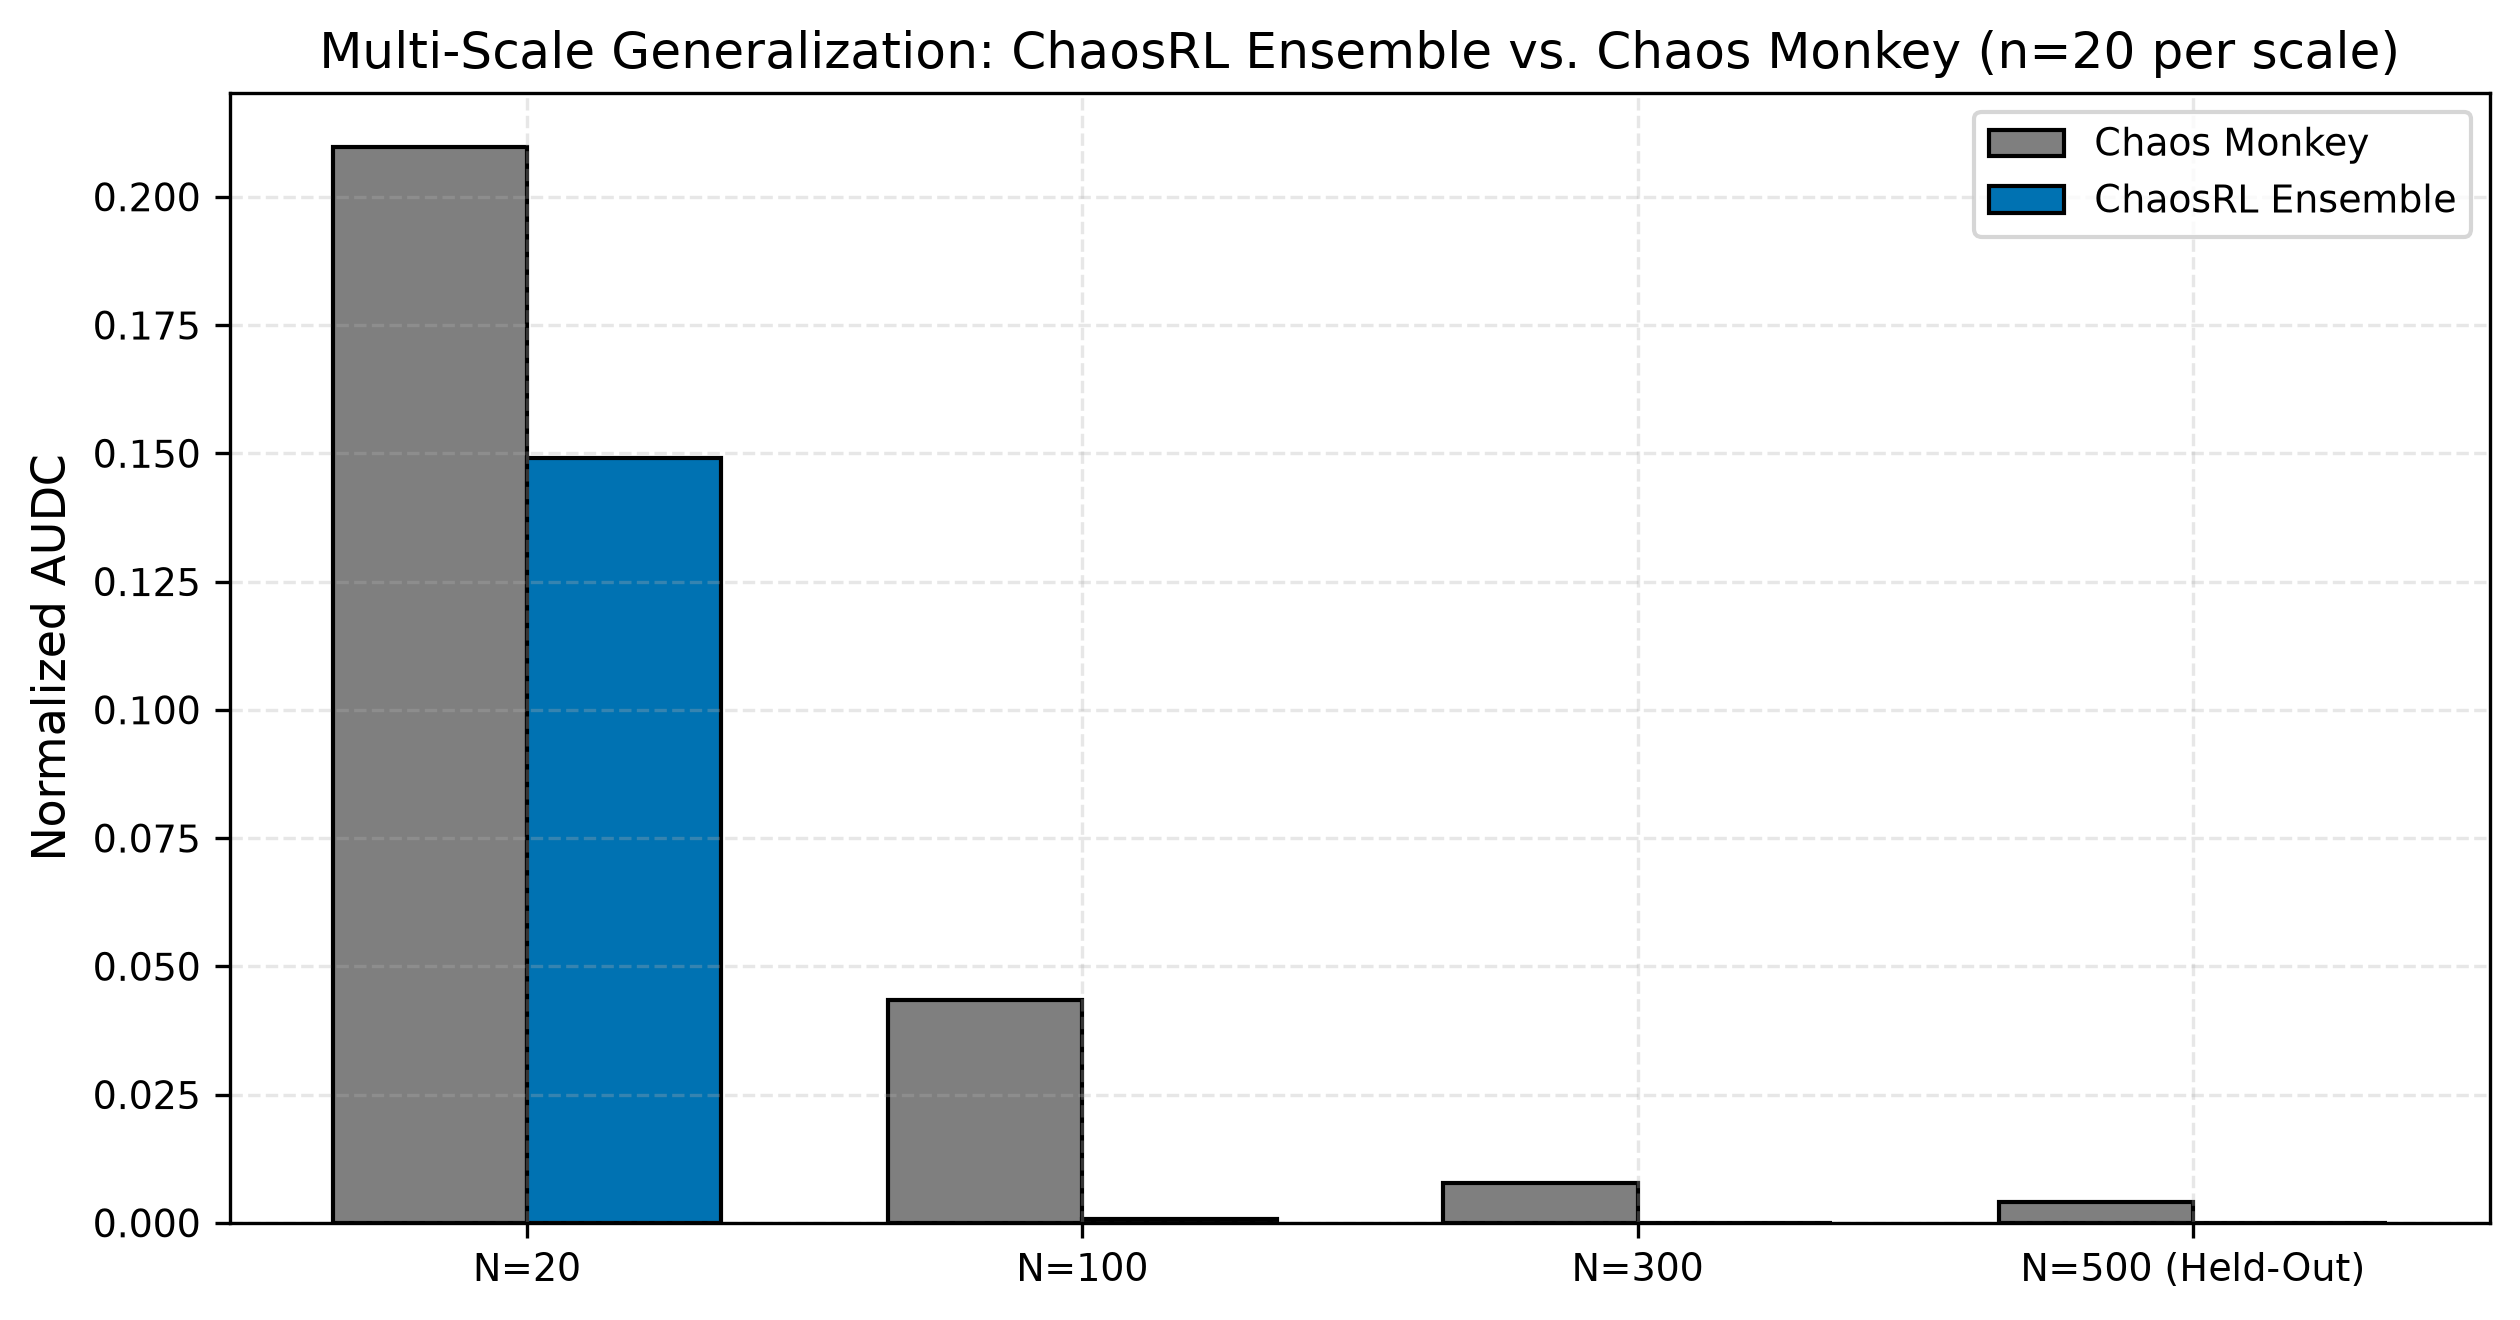 Multi-Scale Generalization: ChaosRL Ensemble vs. Chaos Monkey (n=20 per scale)
Chaos Monkey
ChaosRL Ensemble
Normalized AUDC
0.200
0.175
0.150
0.125
0.100
0.075
0.050
0.025
0.000
N=20
N=100
N=300
N=500 (Held-Out)